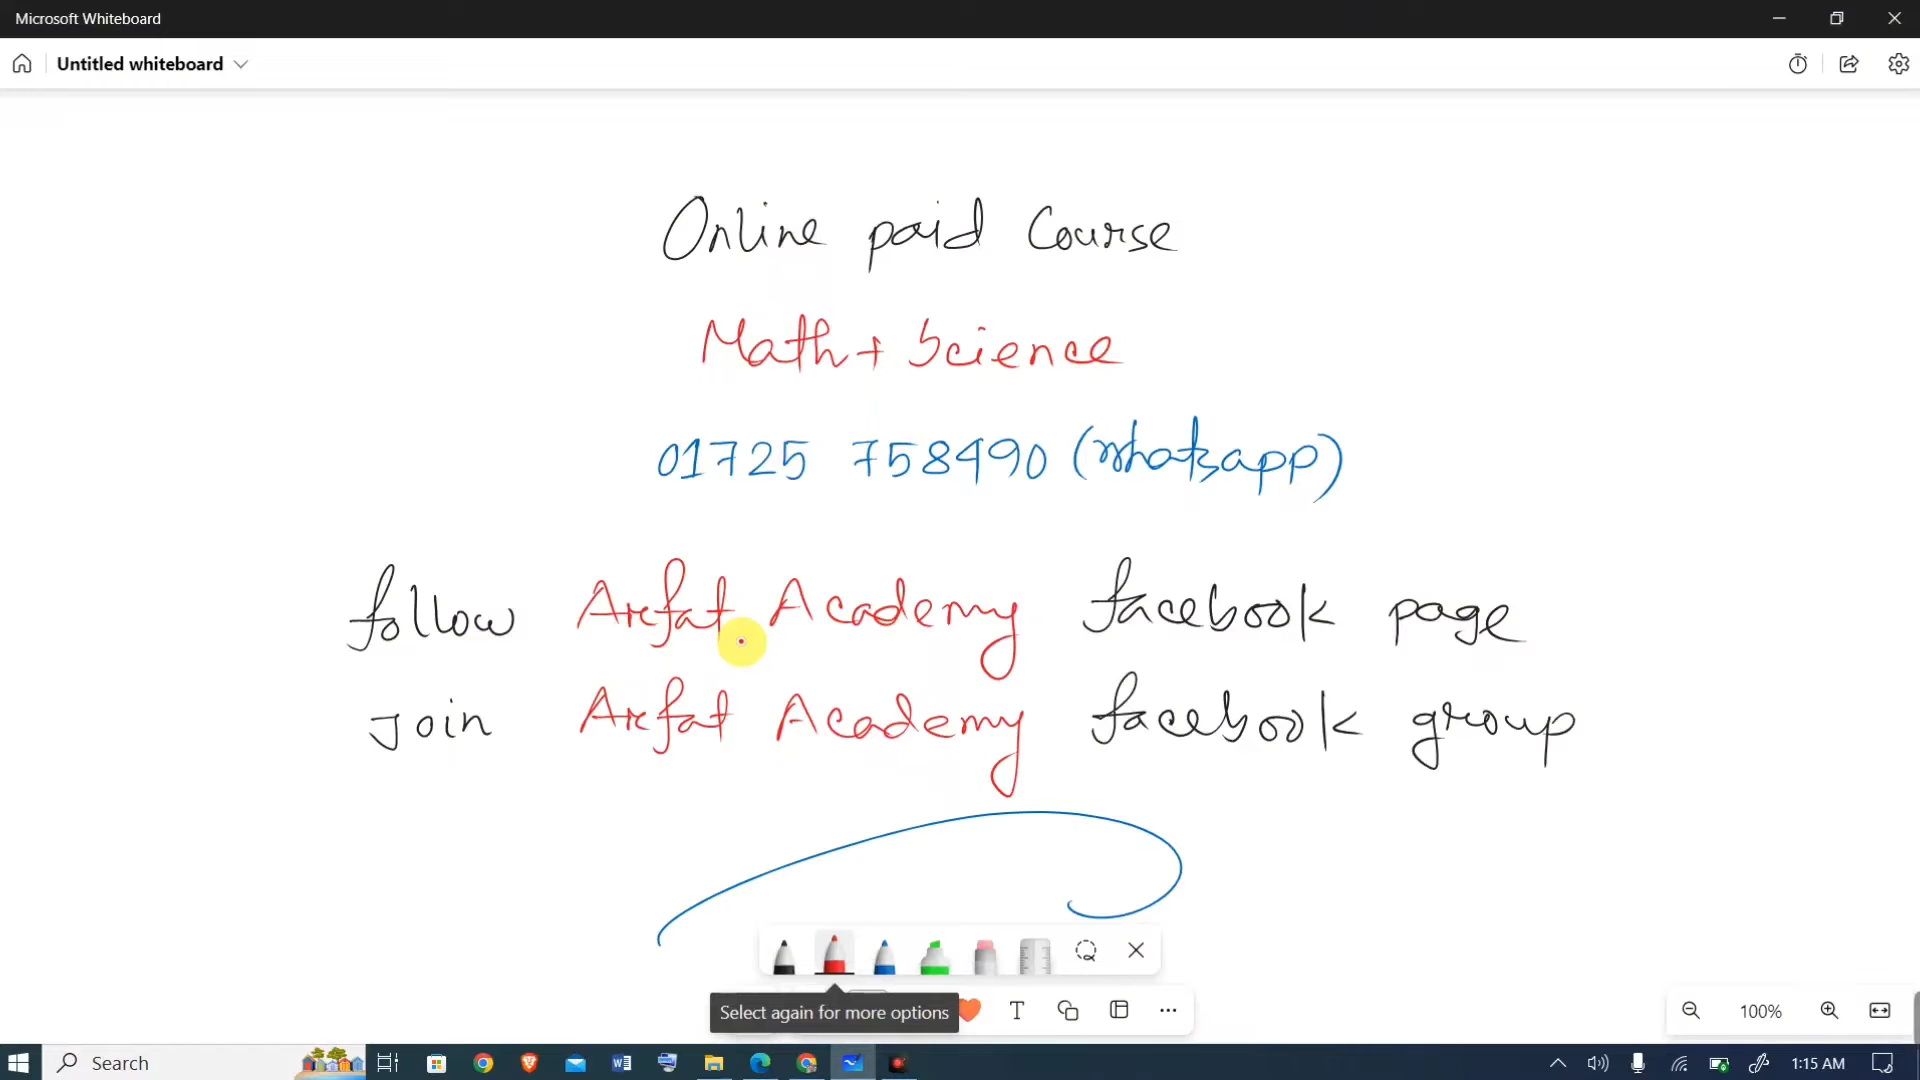 Microsoft Whiteboard
Untitled whiteboard
Online paid Course
Math + Science
01725 758490 (whatsapp)
follow Arfat Academy facebook page
join Arfat Academy facebook group
Select again for more options
T
100%
Search
1:15 AM